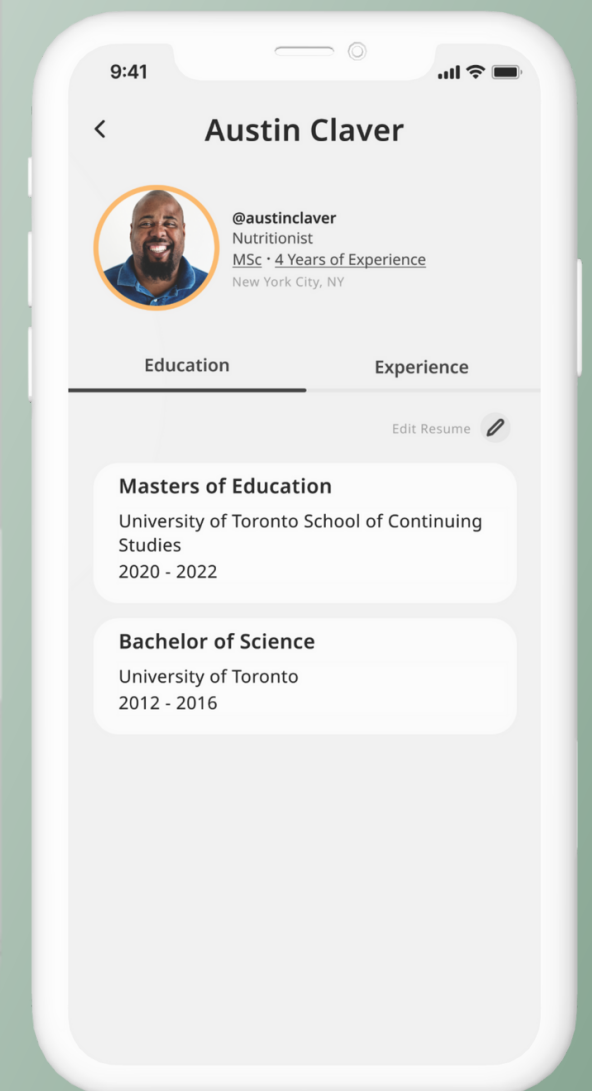 9:41
Austin Claver
@austinclaver
Nutritionist
MSc · 4 Years of Experience
New York City, NY
Education
Experience
Edit Resume
Masters of Education
University of Toronto School of Continuing
Studies
2020 - 2022
Bachelor of Science
University of Toronto
2012 - 2016